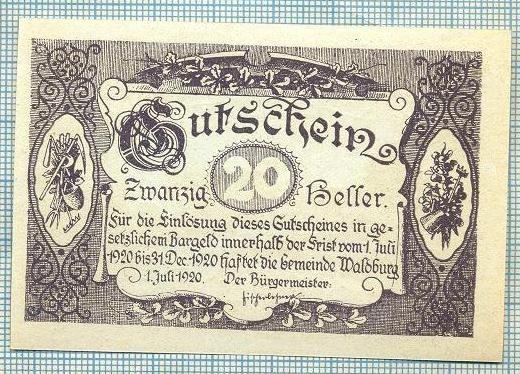 Gutschein
Zwanzig 20 Heller.
Für die Einlösung dieses Gutscheines in ge-
setzlichem Bargeld innerhalb der Frist vom 1. Juli
1920 bis 31 Dec 1920 haftet die Gemeinde Waldburg
1. Juli 1920. Der Bürgermeister: